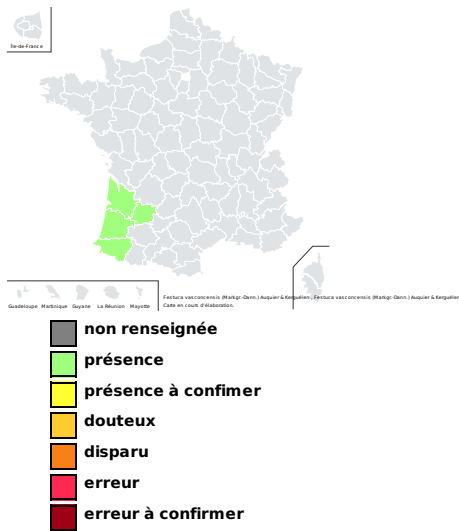 Île-de-France
Guadeloupe Martinique Guyane La Réunion Mayotte
Festuca vasconcensis (Markgr.-Dann.) Auquier & Kerguélen , Festuca vasconcensis (Markgr.-Dann.) Auquier & Kerguélen
Carte en cours d'élaboration.
non renseignée
présence
présence à confimer
douteux
disparu
erreur
erreur à confirmer